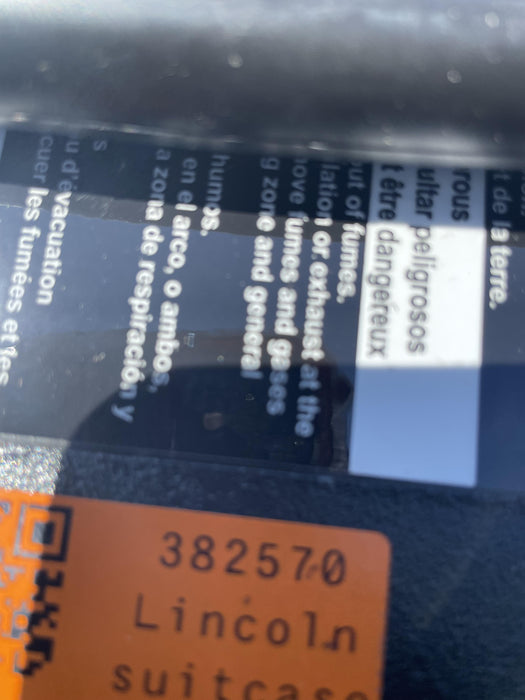 t de la terre.
rous
ultar peligrosos
t être dangereux
out of fumes.
lation or exhaust at the
ove fumes and gases
g zone and general
humos.
en el arco, o ambos,
a zona de respiración y
s
u d'évacuation
cuer les fumées et les
382570
Lincoln
suitcase